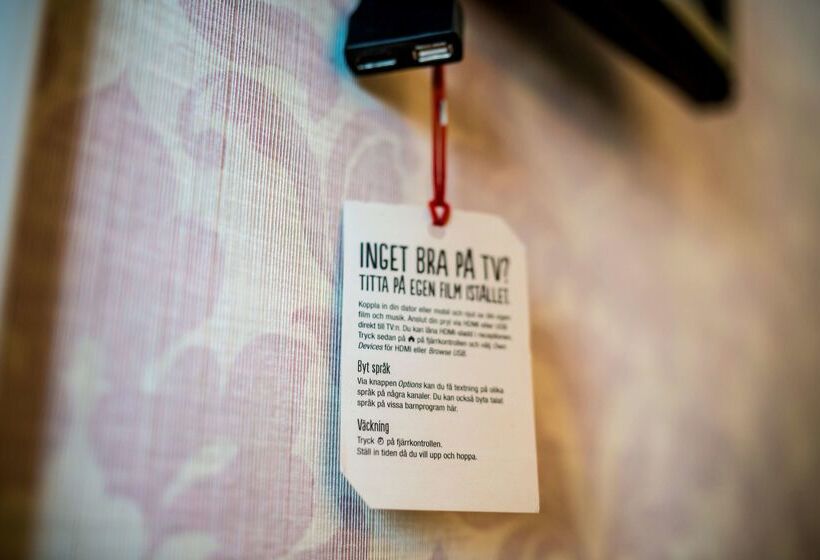 INGET BRA PÅ TV?
TITTA PÅ EGEN FILM ISTÄLLET.
Koppla in din dator eller mobil och njut av din egen
film och musik. Anslut din pryl via HDMI eller USB
direkt till TV:n. Du kan låna HDMI-sladd i receptionen.
Tryck sedan på på fjärrkontrollen och välj Own
Devices för HDMI eller Browse USB.
Byt språk
Via knappen Options kan du få textning på olika
språk på några kanaler. Du kan också byta talat
språk på vissa barnprogram här.
Väckning
Tryck på fjärrkontrollen.
Ställ in tiden då du vill upp och hoppa.